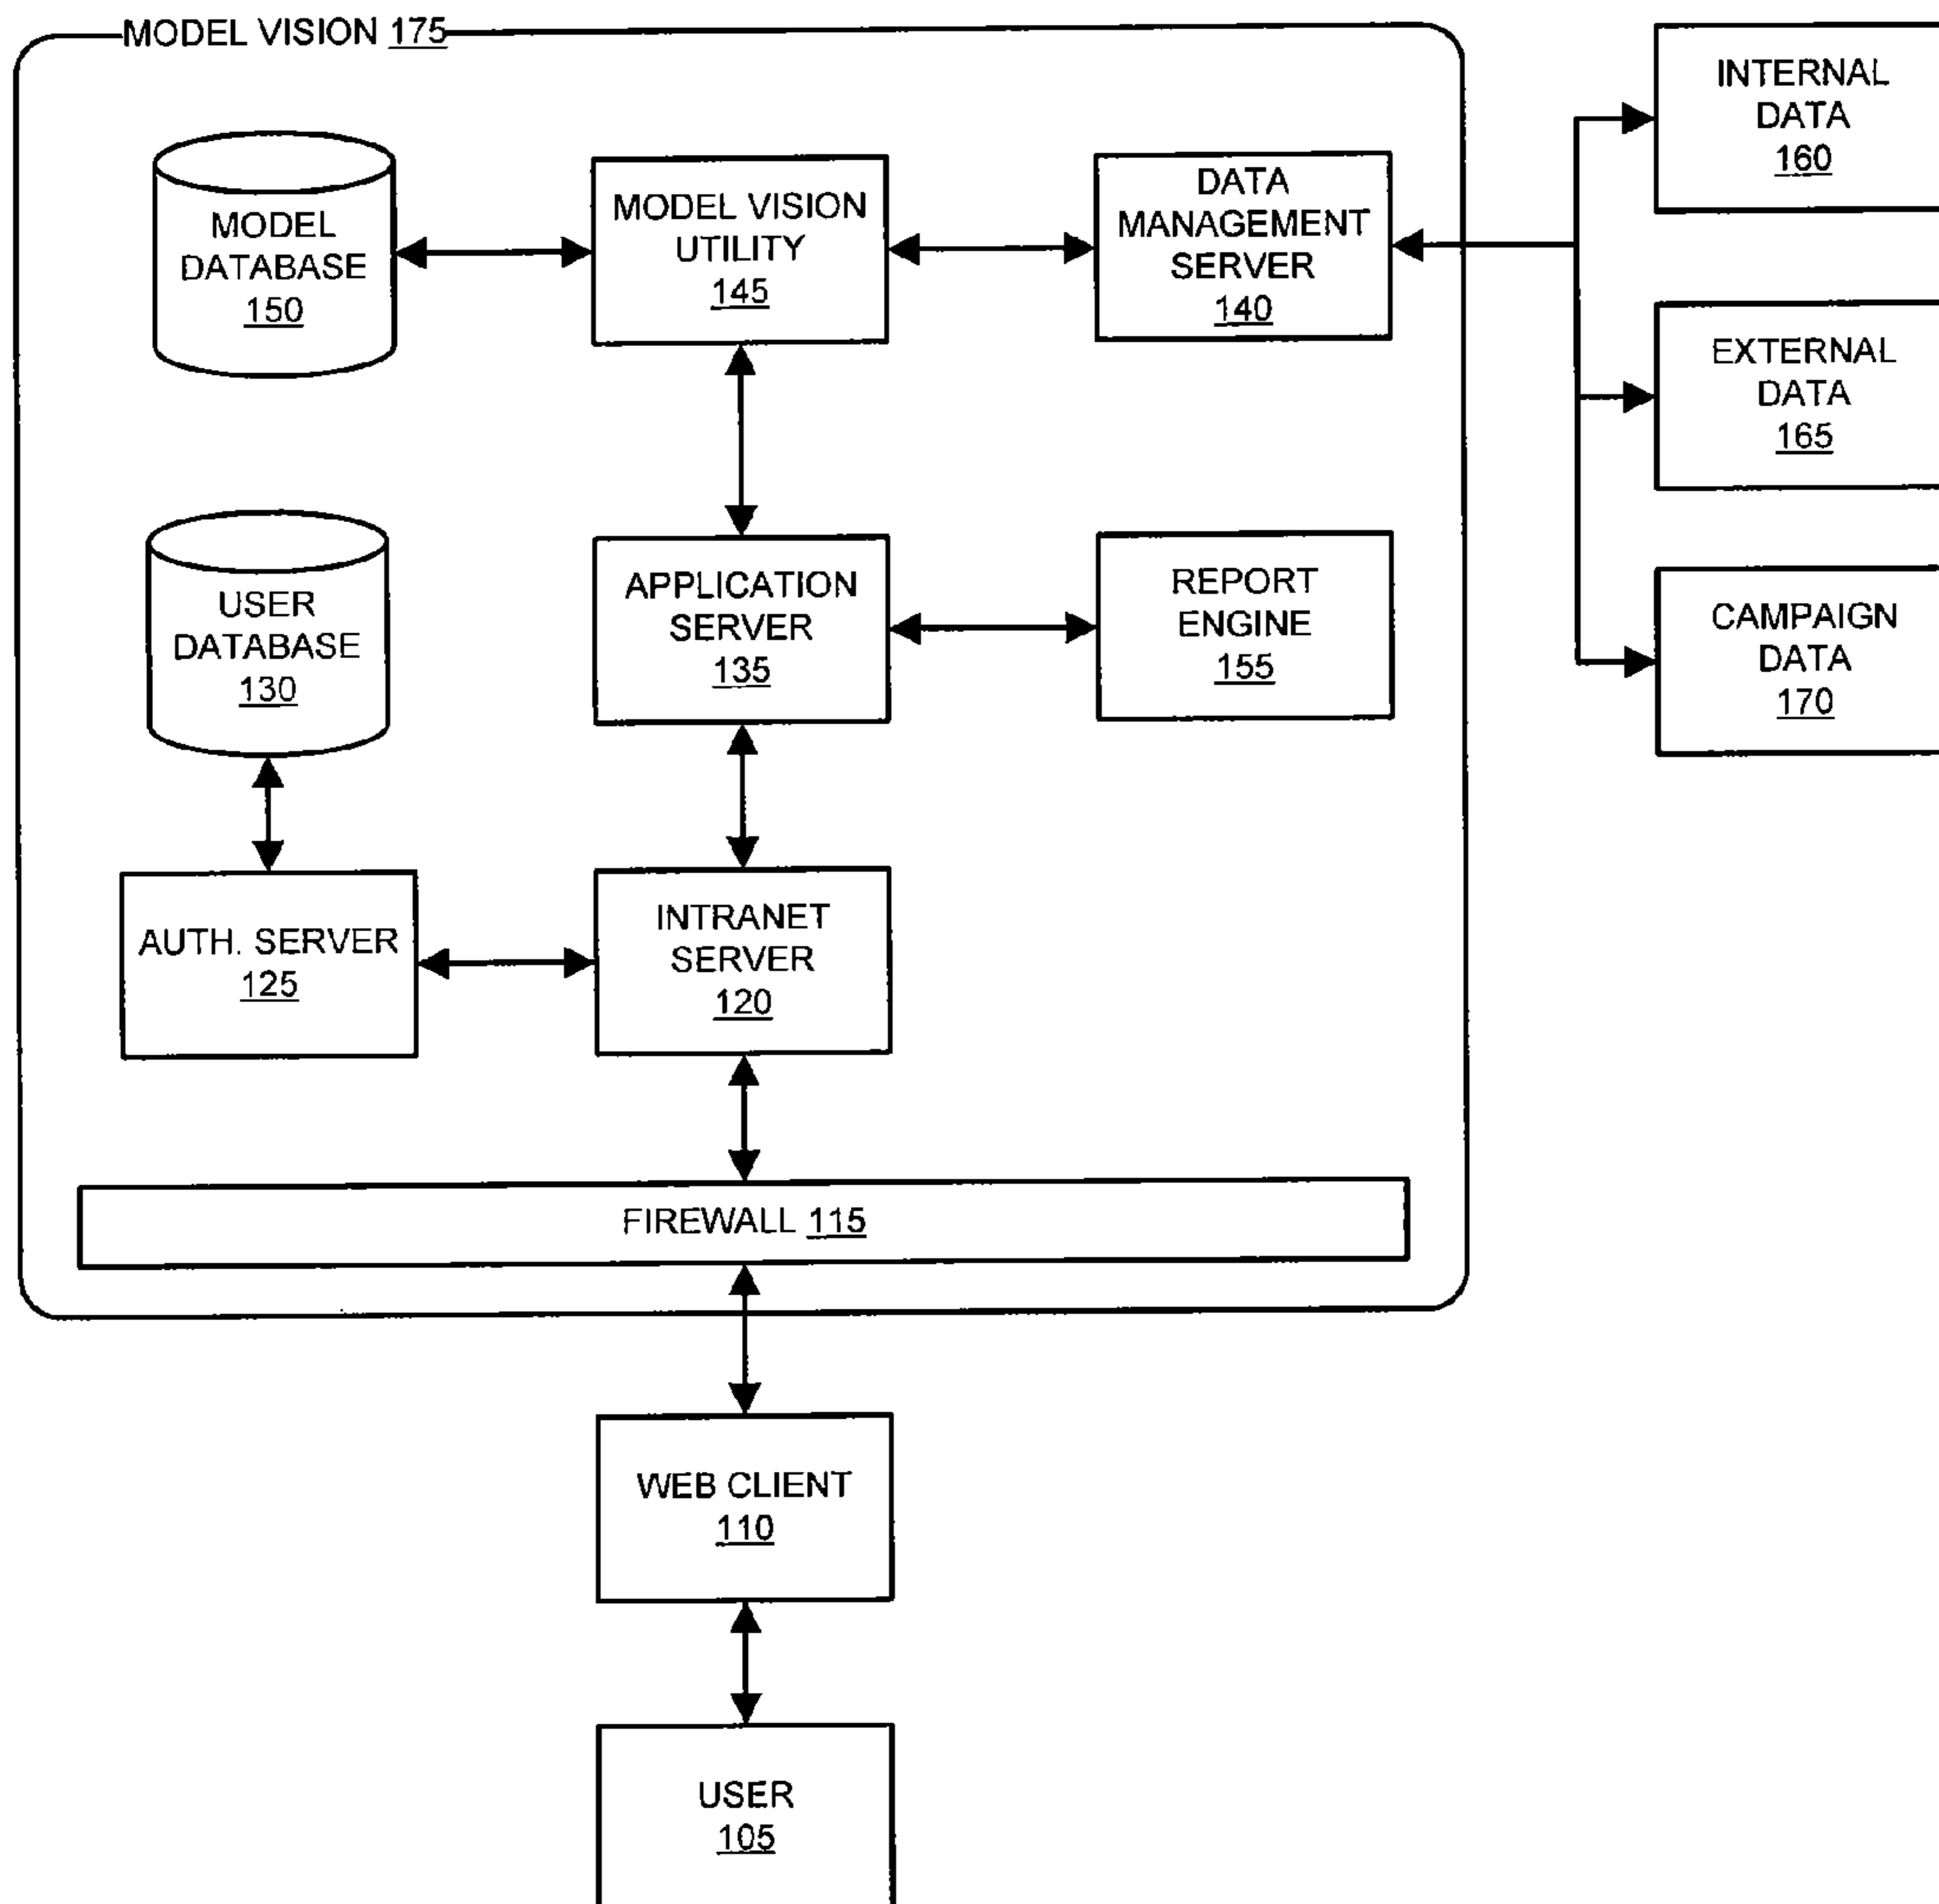 MODEL VISION 175
INTERNAL
DATA
160
MODEL
DATABASE
150
MODEL VISION
UTILITY
145
DATA
MANAGEMENT
SERVER
140
EXTERNAL
DATA
165
USER
DATABASE
130
APPLICATION
SERVER
135
REPORT
ENGINE
155
CAMPAIGN
DATA
170
AUTH. SERVER
125
INTRANET
SERVER
120
FIREWALL 115
WEB CLIENT
110
USER
105